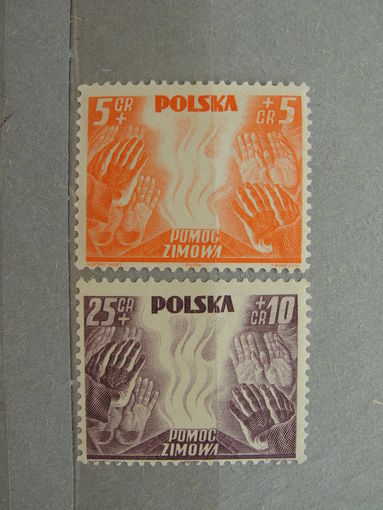 5 GR + POLSKA + GR 5
POMOC
ZIMOWA
25 GR + POLSKA + GR 10
POMOC
ZIMOWA